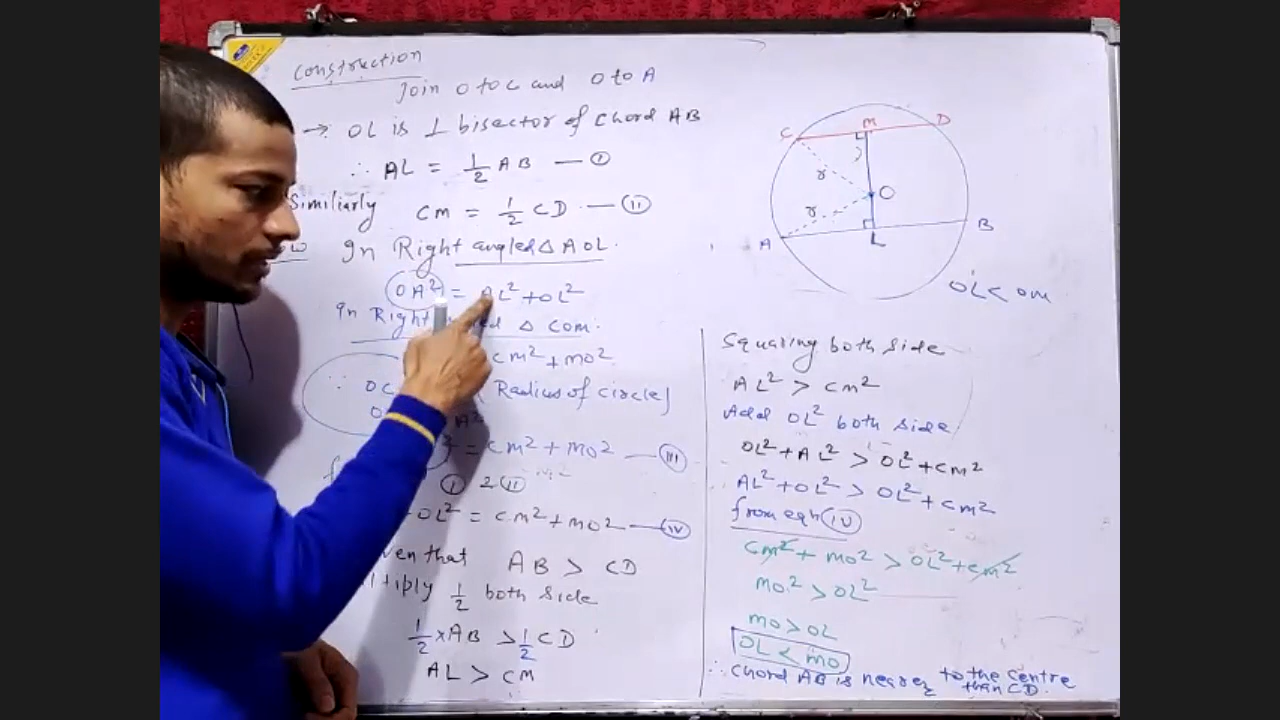 Construction
Join O to C and O to A
→ OL is ⊥ bisector of chord AB
∴ AL = 1/2 AB — (I)
Similiarly CM = 1/2 CD — (II)
In Right angled Δ AOL.
OA² = AL² + OL²
In Right Δ COM.
CM² + MO²
∵ OC (Radius of circle)
= CM² + MO² — (III)
(I) & (II)
OL² = CM² + MO² — (IV)
that AB > CD
1/2 both side
1/2 × AB > 1/2 CD
AL > CM
C M D
r
O
r
A L B
OL < OM
Squaring both side
AL² > CM²
Add OL² both side
OL² + AL² > OL² + CM²
AL² + OL² > OL² + CM²
from eqn (IV)
CM² + MO² > OL² + CM²
MO² > OL²
MO > OL
OL < MO
∴ Chord AB is nearer to the centre
than CD.